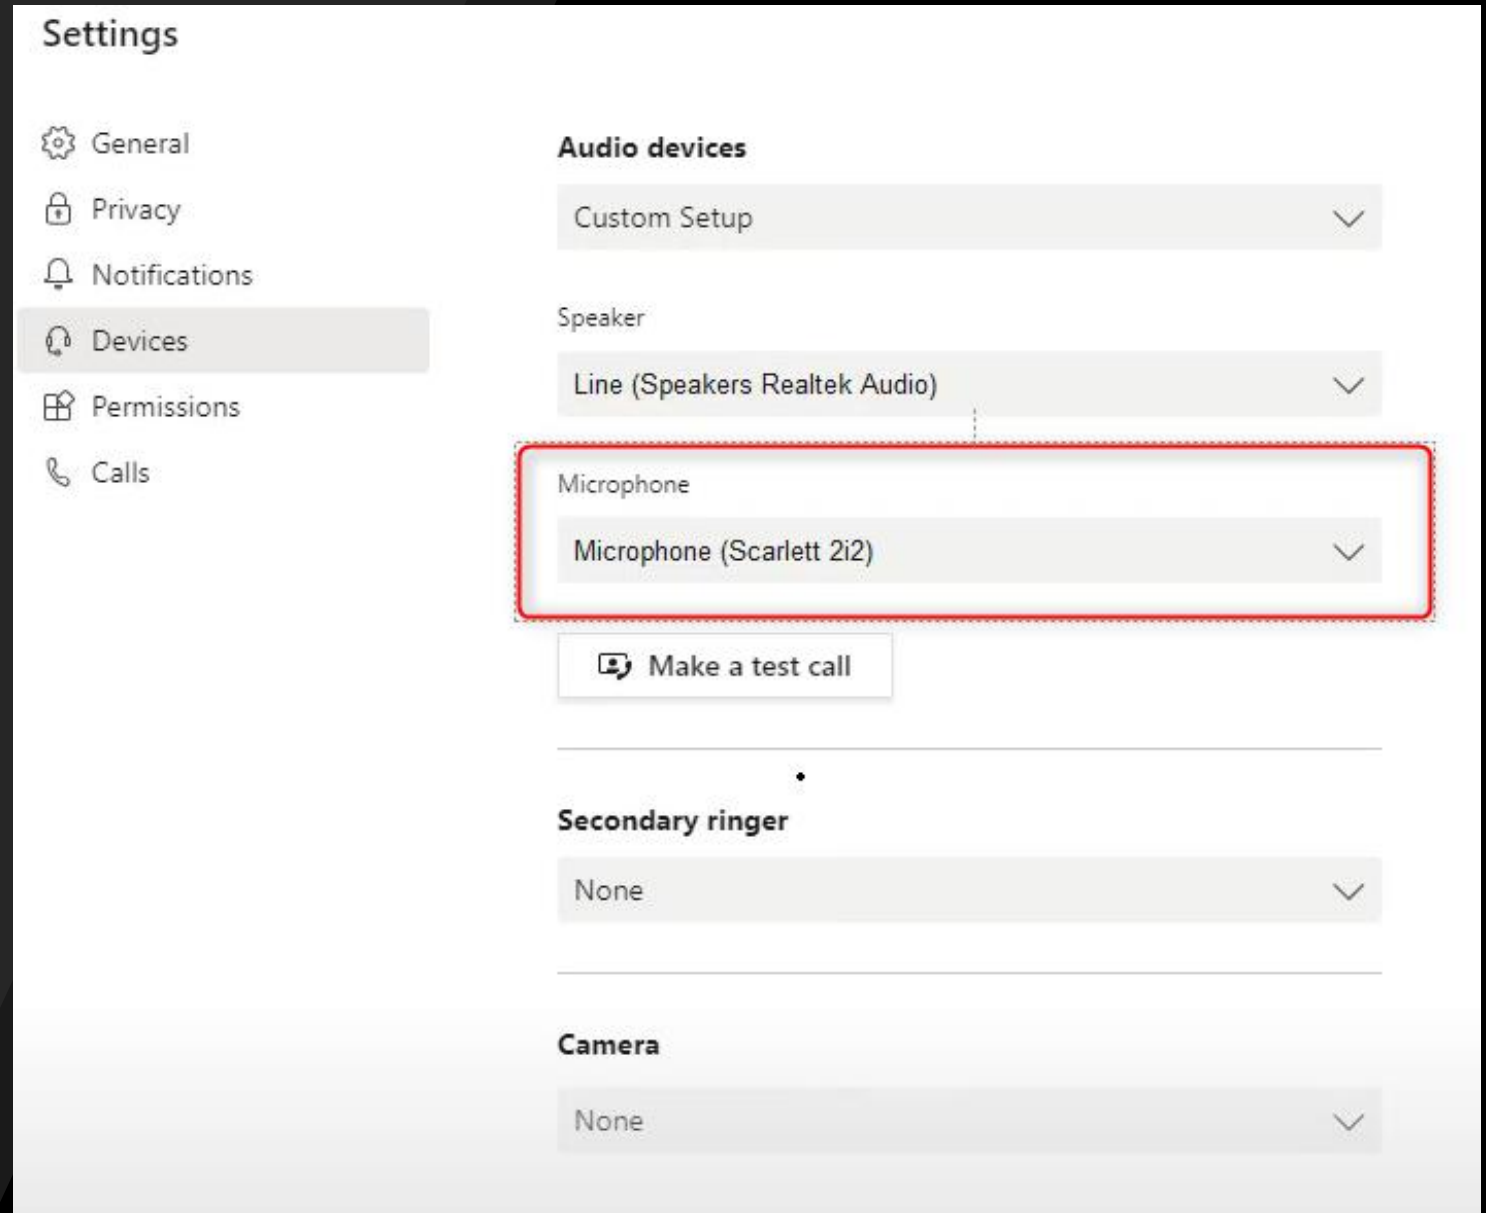 Settings
General
Privacy
Notifications
Devices
Permissions
Calls
Audio devices
Custom Setup
Speaker
Line (Speakers Realtek Audio)
Microphone
Microphone (Scarlett 2i2)
Make a test call
Secondary ringer
None
Camera
None